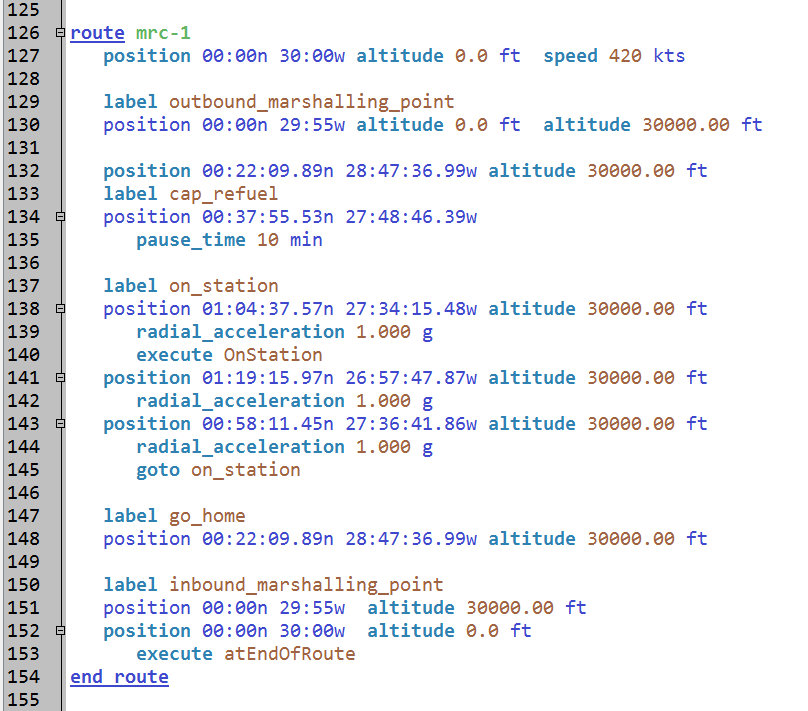 125
126 route mrc-1
127 position 00:00n 30:00w altitude 0.0 ft  speed 420 kts
128
129 label outbound_marshalling_point
130 position 00:00n 29:55w altitude 0.0 ft  altitude 30000.00 ft
131
132 position 00:22:09.89n 28:47:36.99w altitude 30000.00 ft
133 label cap_refuel
134 position 00:37:55.53n 27:48:46.39w
135 pause_time 10 min
136
137 label on_station
138 position 01:04:37.57n 27:34:15.48w altitude 30000.00 ft
139 radial_acceleration 1.000 g
140 execute OnStation
141 position 01:19:15.97n 26:57:47.87w altitude 30000.00 ft
142 radial_acceleration 1.000 g
143 position 00:58:11.45n 27:36:41.86w altitude 30000.00 ft
144 radial_acceleration 1.000 g
145 goto on_station
146
147 label go_home
148 position 00:22:09.89n 28:47:36.99w altitude 30000.00 ft
149
150 label inbound_marshalling_point
151 position 00:00n 29:55w  altitude 30000.00 ft
152 position 00:00n 30:00w  altitude 0.0 ft
153 execute atEndOfRoute
154 end_route
155